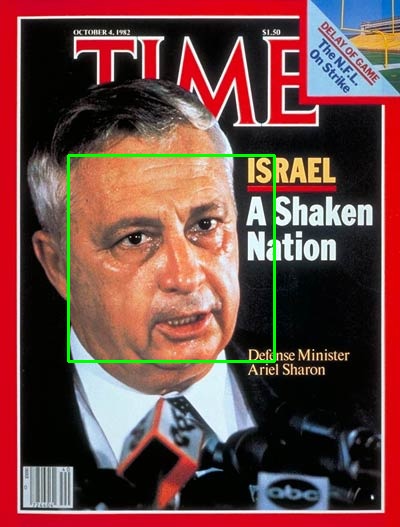 OCTOBER 4, 1982
$1.50
TIME
DELAY OF GAME
The N.F.L.
On Strike
ISRAEL
A Shaken
Nation
Defense Minister
Ariel Sharon
abc